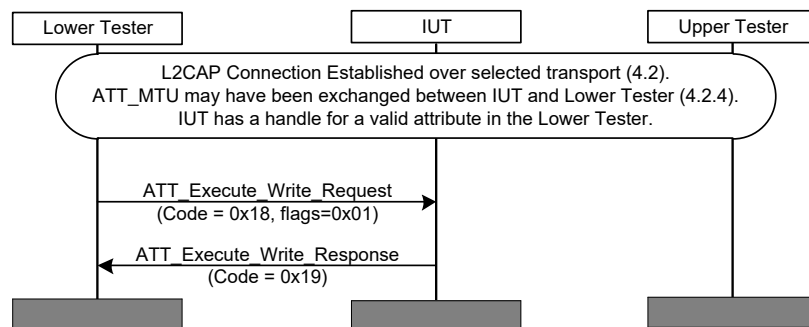 Lower Tester
IUT
Upper Tester
L2CAP Connection Established over selected transport (4.2).
ATT_MTU may have been exchanged between IUT and Lower Tester (4.2.4).
IUT has a handle for a valid attribute in the Lower Tester.
ATT_Execute_Write_Request
(Code = 0x18, flags=0x01)
ATT_Execute_Write_Response
(Code = 0x19)